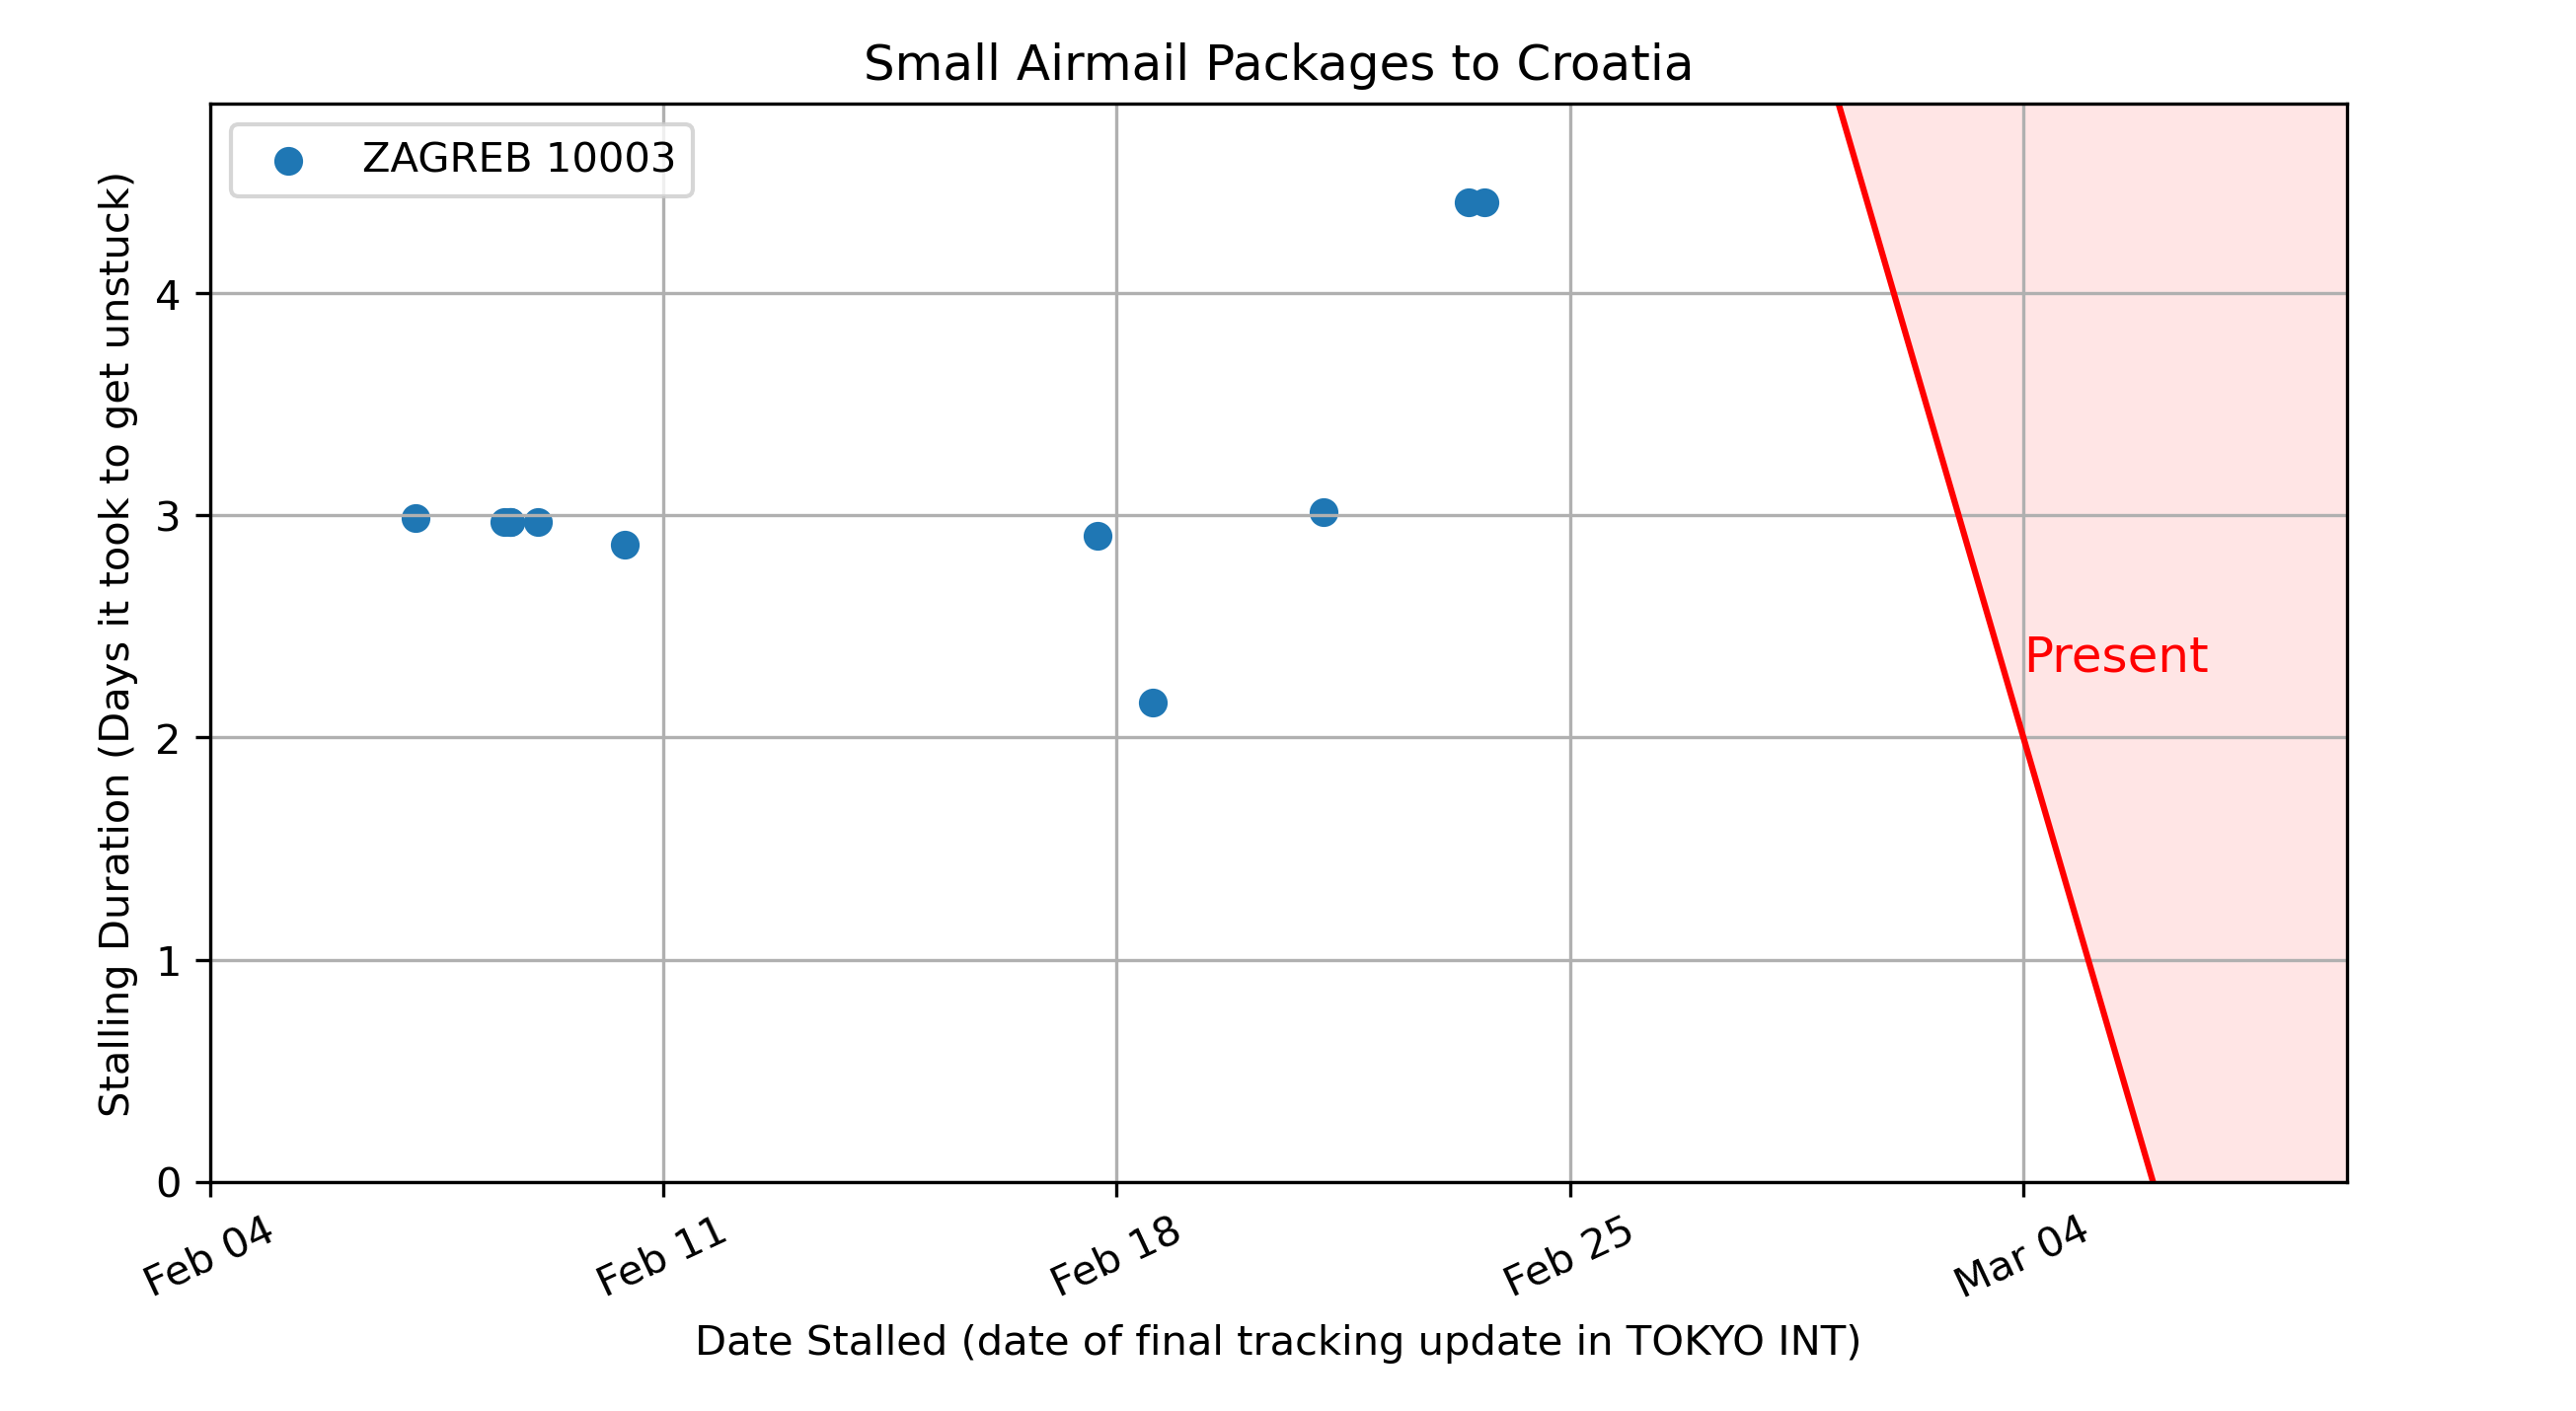 Small Airmail Packages to Croatia
ZAGREB 10003
Stalling Duration (Days it took to get unstuck)
4
3
2
1
0
Present
Feb 04
Feb 11
Feb 18
Feb 25
Mar 04
Date Stalled (date of final tracking update in TOKYO INT)